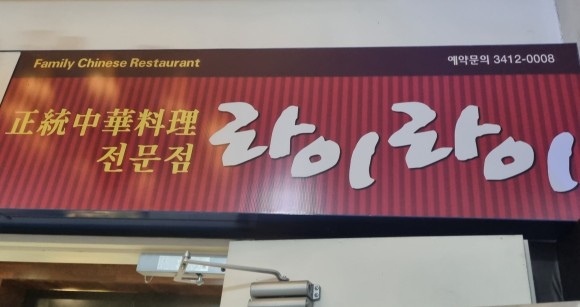 Family Chinese Restaurant
예약문의 3412-0008
正統中華料理
전문점
라이라이